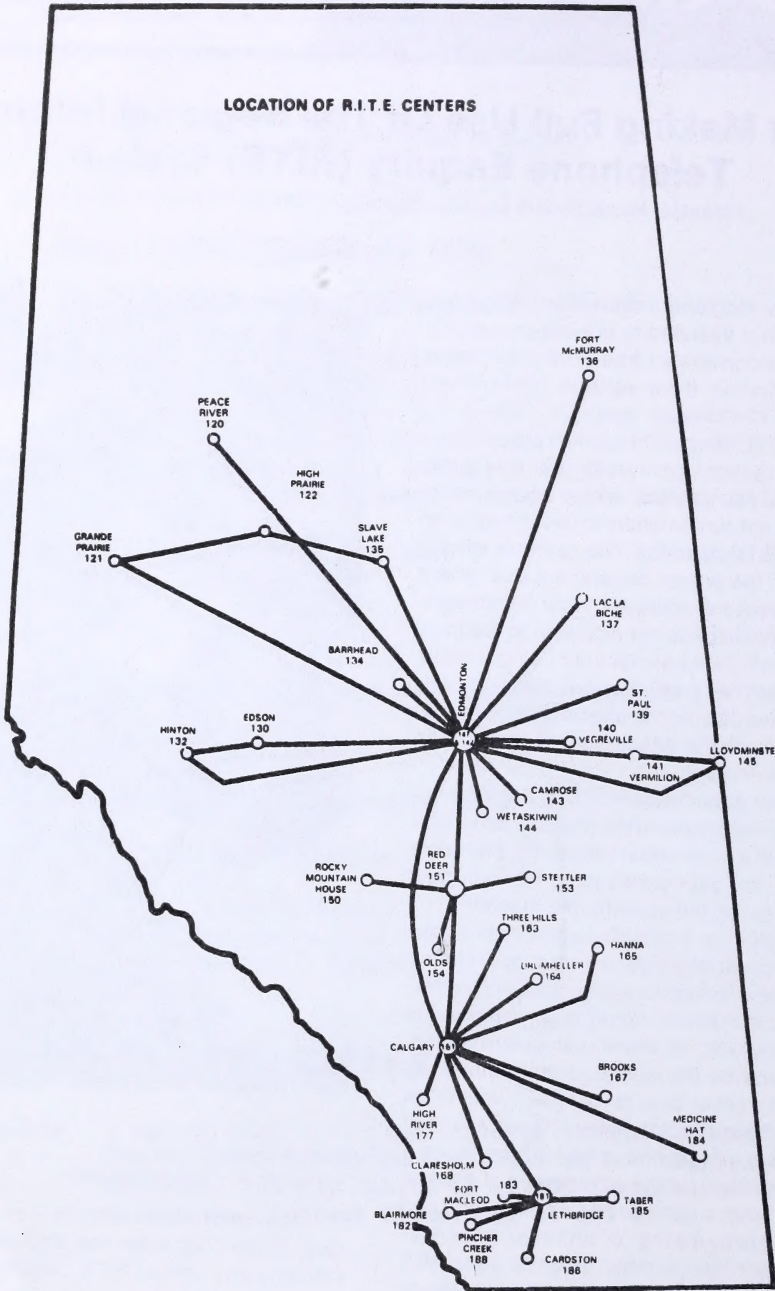 LOCATION OF R.I.T.E. CENTERS
FORT
McMURRAY
136
PEACE
RIVER
120
HIGH
PRAIRIE
122
GRANDE
PRAIRIE
121
SLAVE
LAKE
135
LAC LA
BICHE
137
BARRHEAD
134
EDMONTON
ST.
PAUL
139
HINTON
132
EDSON
130
140
VEGREVILLE
141
VERMILION
LLOYDMINSTER
145
CAMROSE
143
WETASKIWIN
144
ROCKY
MOUNTAIN
HOUSE
150
RED
DEER
151
STETTLER
153
THREE HILLS
163
HANNA
165
OLDS
154
DRUMHELLER
164
CALGARY
161
BROOKS
167
HIGH
RIVER
177
MEDICINE
HAT
184
CLARESHOLM
168
FORT
MACLEOD
183
181
TABER
185
BLAIRMORE
182
LETHBRIDGE
PINCHER
CREEK
188
CARDSTON
186